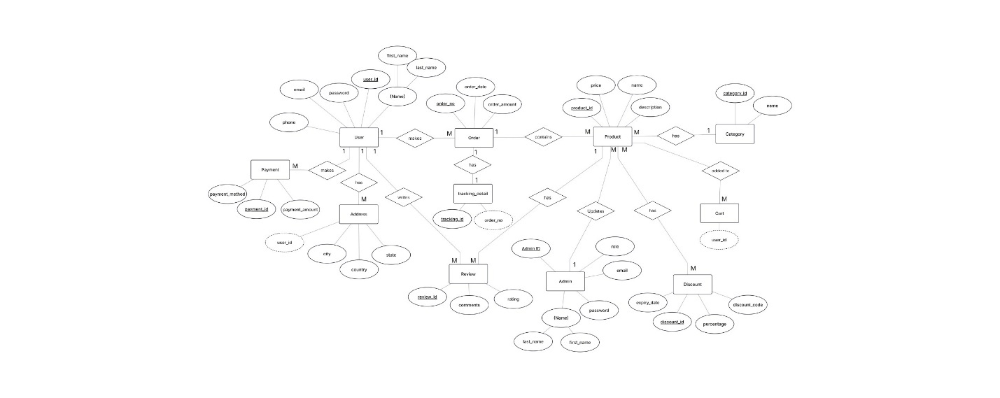 first_name
last_name
user_id
email
password
(Name)
phone
User
1
makes
M
order_date
order_no
order_amount
Order
1
contains
M
price
name
product_id
description
Product
M
has
1
category_id
name
Category
1
1
1
1
1
M
M
Payment
M
makes
has
has
added to
payment_method
payment_id
payment_amount
M
Address
writes
1
tracking_detail
tracking_id
order_no
has
Updates
has
M
Cart
user_id
user_id
city
country
state
M
M
Review
review_id
comments
rating
Admin ID
role
1
email
Admin
(Name)
password
last_name
first_name
M
Discount
expiry_date
discount_id
percentage
discount_code